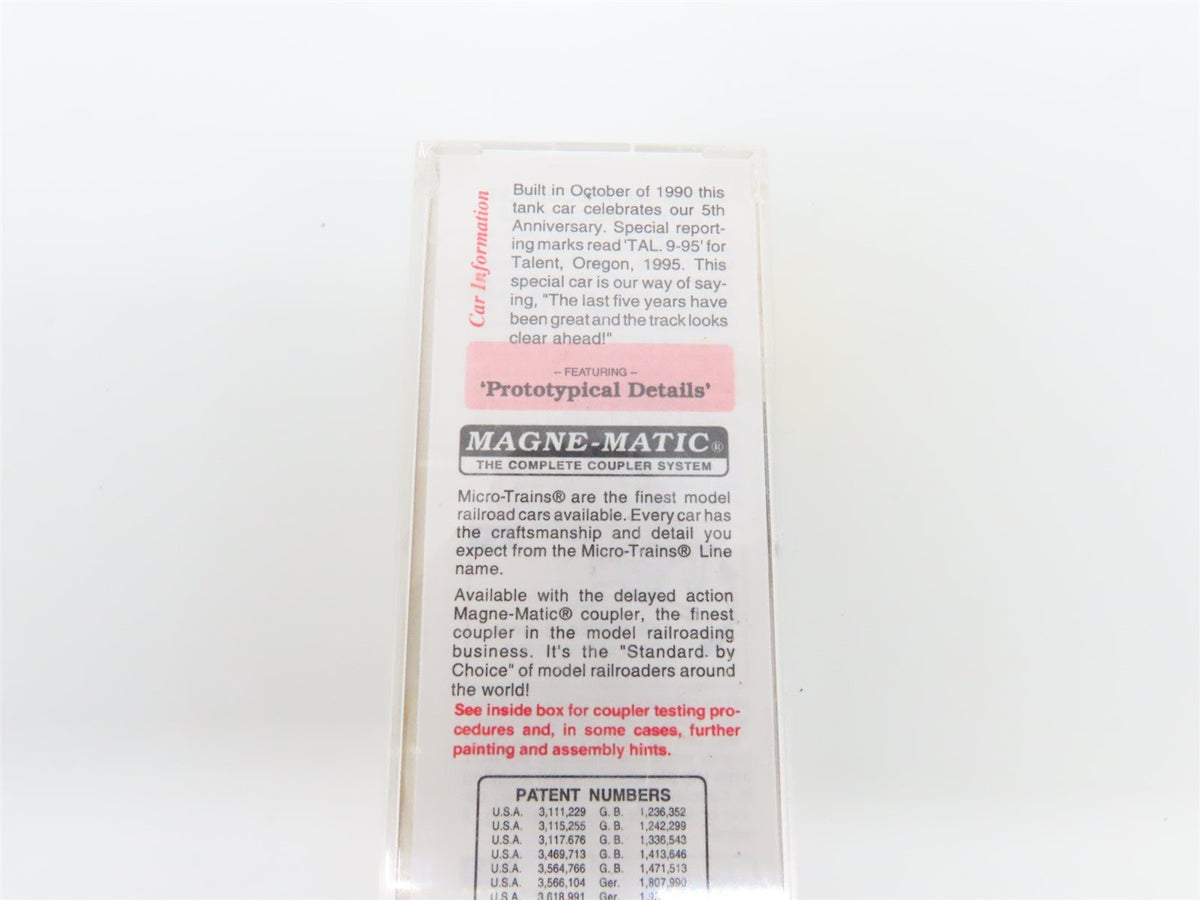 Car Information
Built in October of 1990 this
tank car celebrates our 5th
Anniversary. Special report-
ing marks read 'TAL. 9-95' for
Talent, Oregon, 1995. This
special car is our way of say-
ing, "The last five years have
been great and the track looks
clear ahead!"
-- FEATURING --
'Prototypical Details'
MAGNE-MATIC®
THE COMPLETE COUPLER SYSTEM
Micro-Trains® are the finest model
railroad cars available. Every car has
the craftsmanship and detail you
expect from the Micro-Trains® Line
name.
Available with the delayed action
Magne-Matic® coupler, the finest
coupler in the model railroading
business. It's the "Standard by
Choice" of model railroaders around
the world!
See inside box for coupler testing pro-
cedures and, in some cases, further
painting and assembly hints.
PATENT NUMBERS
U.S.A. 3,111,229 G. B. 1,236,352
U.S.A. 3,115,255 G. B. 1,242,299
U.S.A. 3,117.676 G. B. 1,336,543
U.S.A. 3,469,713 G. B. 1,413,646
U.S.A. 3,564,766 G. B. 1,471,513
U.S.A. 3,566,104 Ger. 1,807,990
U.S.A. 3,618,991 Ger.